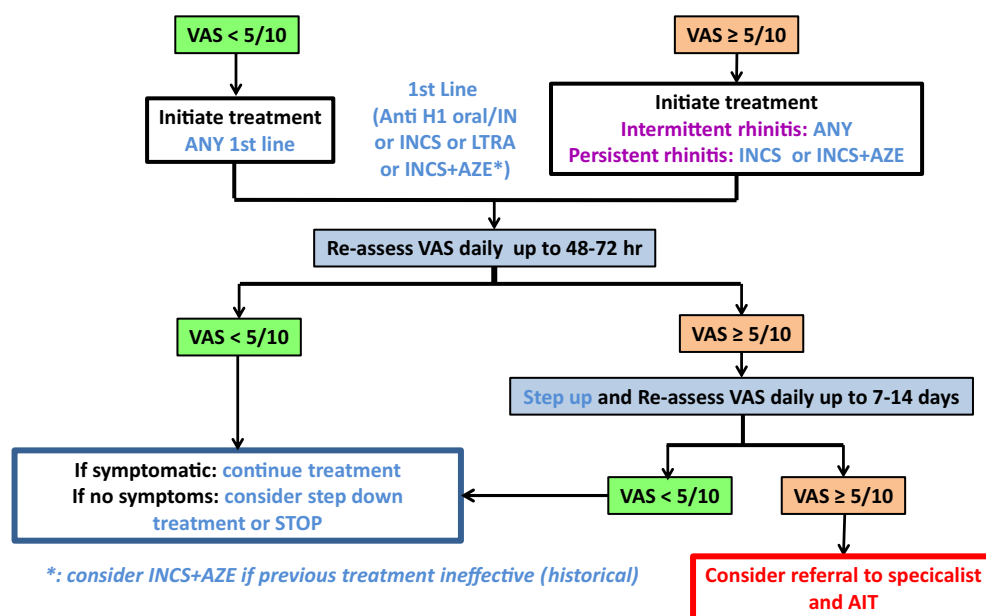 VAS < 5/10
VAS ≥ 5/10
Initiate treatment
ANY 1st line
1st Line
(Anti H1 oral/IN
or INCS or LTRA
or INCS+AZE*)
Initiate treatment
Intermittent rhinitis: ANY
Persistent rhinitis: INCS or INCS+AZE
Re-assess VAS daily up to 48-72 hr
VAS < 5/10
VAS ≥ 5/10
Step up and Re-assess VAS daily up to 7-14 days
If symptomatic: continue treatment
If no symptoms: consider step down
treatment or STOP
VAS < 5/10
VAS ≥ 5/10
*: consider INCS+AZE if previous treatment ineffective (historical)
Consider referral to specicalist
and AIT